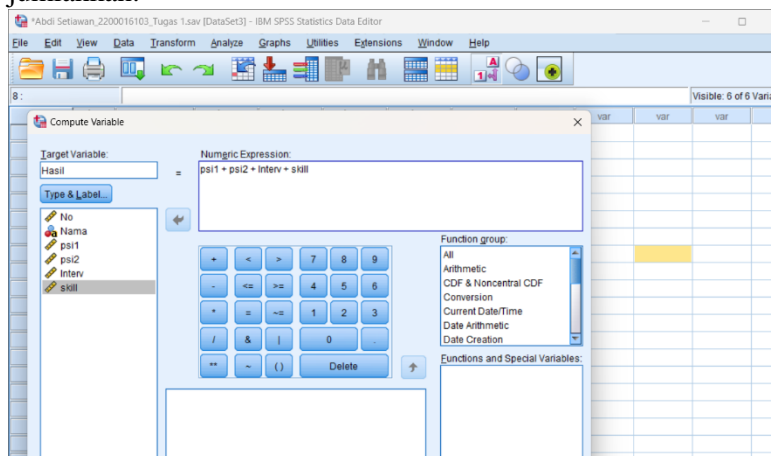 *Abdi Setiawan_2200016103_Tugas 1.sav [DataSet3] - IBM SPSS Statistics Data Editor
File Edit View Data Transform Analyze Graphs Utilities Extensions Window Help
8 :
Visible: 6 of 6 Varia
var var var
Compute Variable
Target Variable:
Hasil
=
Numeric Expression:
psi1 + psi2 + Interv + skill
Type & Label...
No
Nama
psi1
psi2
Interv
skill
+ < > 7 8 9
- <= >= 4 5 6
* = ~= 1 2 3
/ & | 0 .
** ~ ( ) Delete
Function group:
All
Arithmetic
CDF & Noncentral CDF
Conversion
Current Date/Time
Date Arithmetic
Date Creation
Functions and Special Variables: